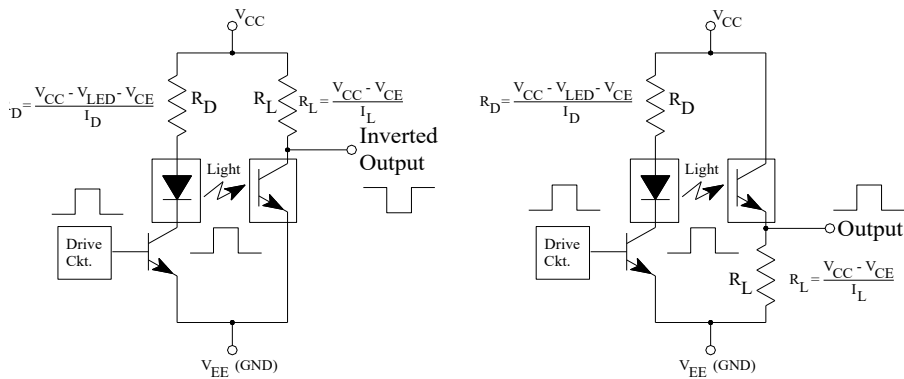 VCC
RD
D = VCC - VLED - VCE
ID
RL
RL = VCC - VCE
IL
Inverted
Output
Light
Drive
Ckt.
VEE (GND)
VCC
RD = VCC - VLED - VCE
ID
RD
Light
Drive
Ckt.
Output
RL
RL = VCC - VCE
IL
VEE (GND)